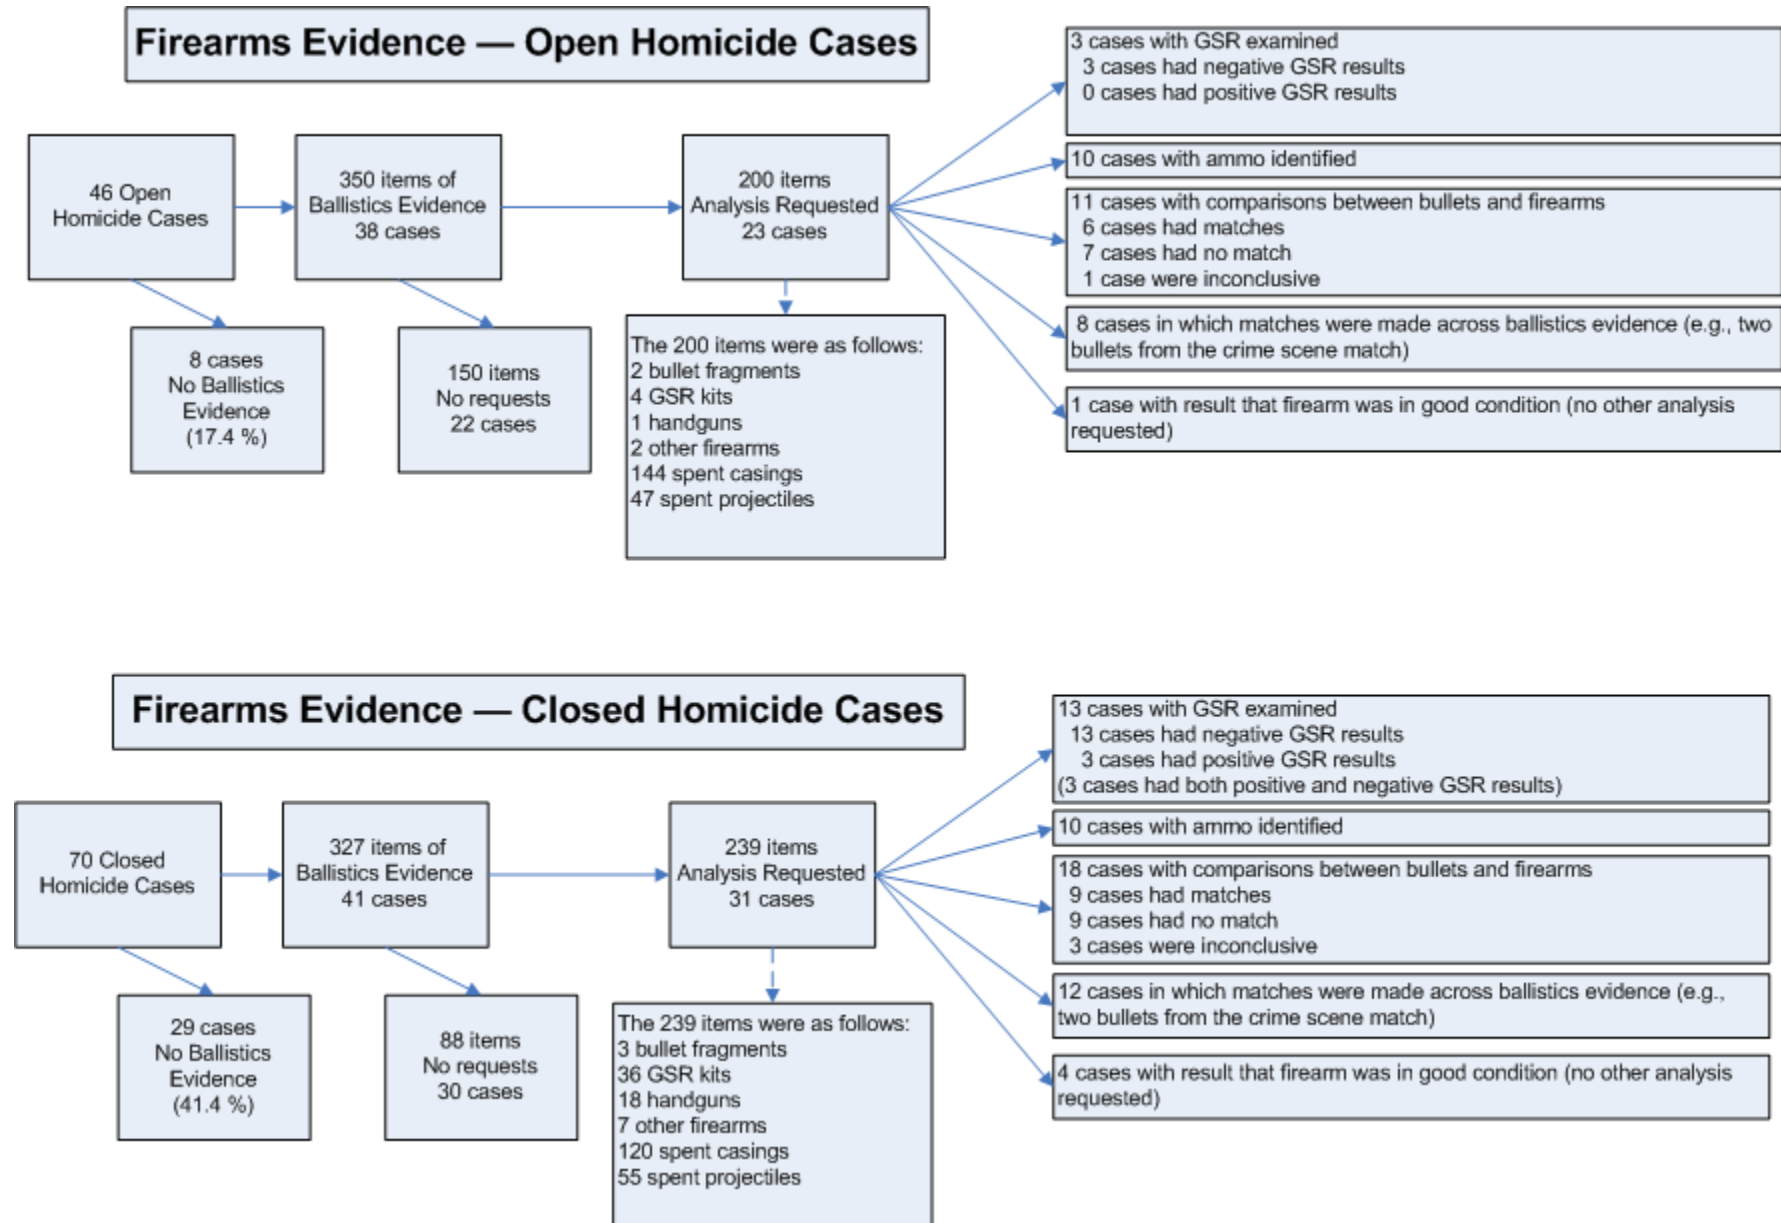 Firearms Evidence — Open Homicide Cases
46 Open
Homicide Cases
350 items of
Ballistics Evidence
38 cases
200 items
Analysis Requested
23 cases
8 cases
No Ballistics
Evidence
(17.4 %)
150 items
No requests
22 cases
The 200 items were as follows:
2 bullet fragments
4 GSR kits
1 handguns
2 other firearms
144 spent casings
47 spent projectiles
3 cases with GSR examined
3 cases had negative GSR results
0 cases had positive GSR results
10 cases with ammo identified
11 cases with comparisons between bullets and firearms
6 cases had matches
7 cases had no match
1 case were inconclusive
8 cases in which matches were made across ballistics evidence (e.g., two
bullets from the crime scene match)
1 case with result that firearm was in good condition (no other analysis
requested)
Firearms Evidence — Closed Homicide Cases
70 Closed
Homicide Cases
327 items of
Ballistics Evidence
41 cases
239 items
Analysis Requested
31 cases
29 cases
No Ballistics
Evidence
(41.4 %)
88 items
No requests
30 cases
The 239 items were as follows:
3 bullet fragments
36 GSR kits
18 handguns
7 other firearms
120 spent casings
55 spent projectiles
13 cases with GSR examined
13 cases had negative GSR results
3 cases had positive GSR results
(3 cases had both positive and negative GSR results)
10 cases with ammo identified
18 cases with comparisons between bullets and firearms
9 cases had matches
9 cases had no match
3 cases were inconclusive
12 cases in which matches were made across ballistics evidence (e.g.,
two bullets from the crime scene match)
4 cases with result that firearm was in good condition (no other analysis
requested)